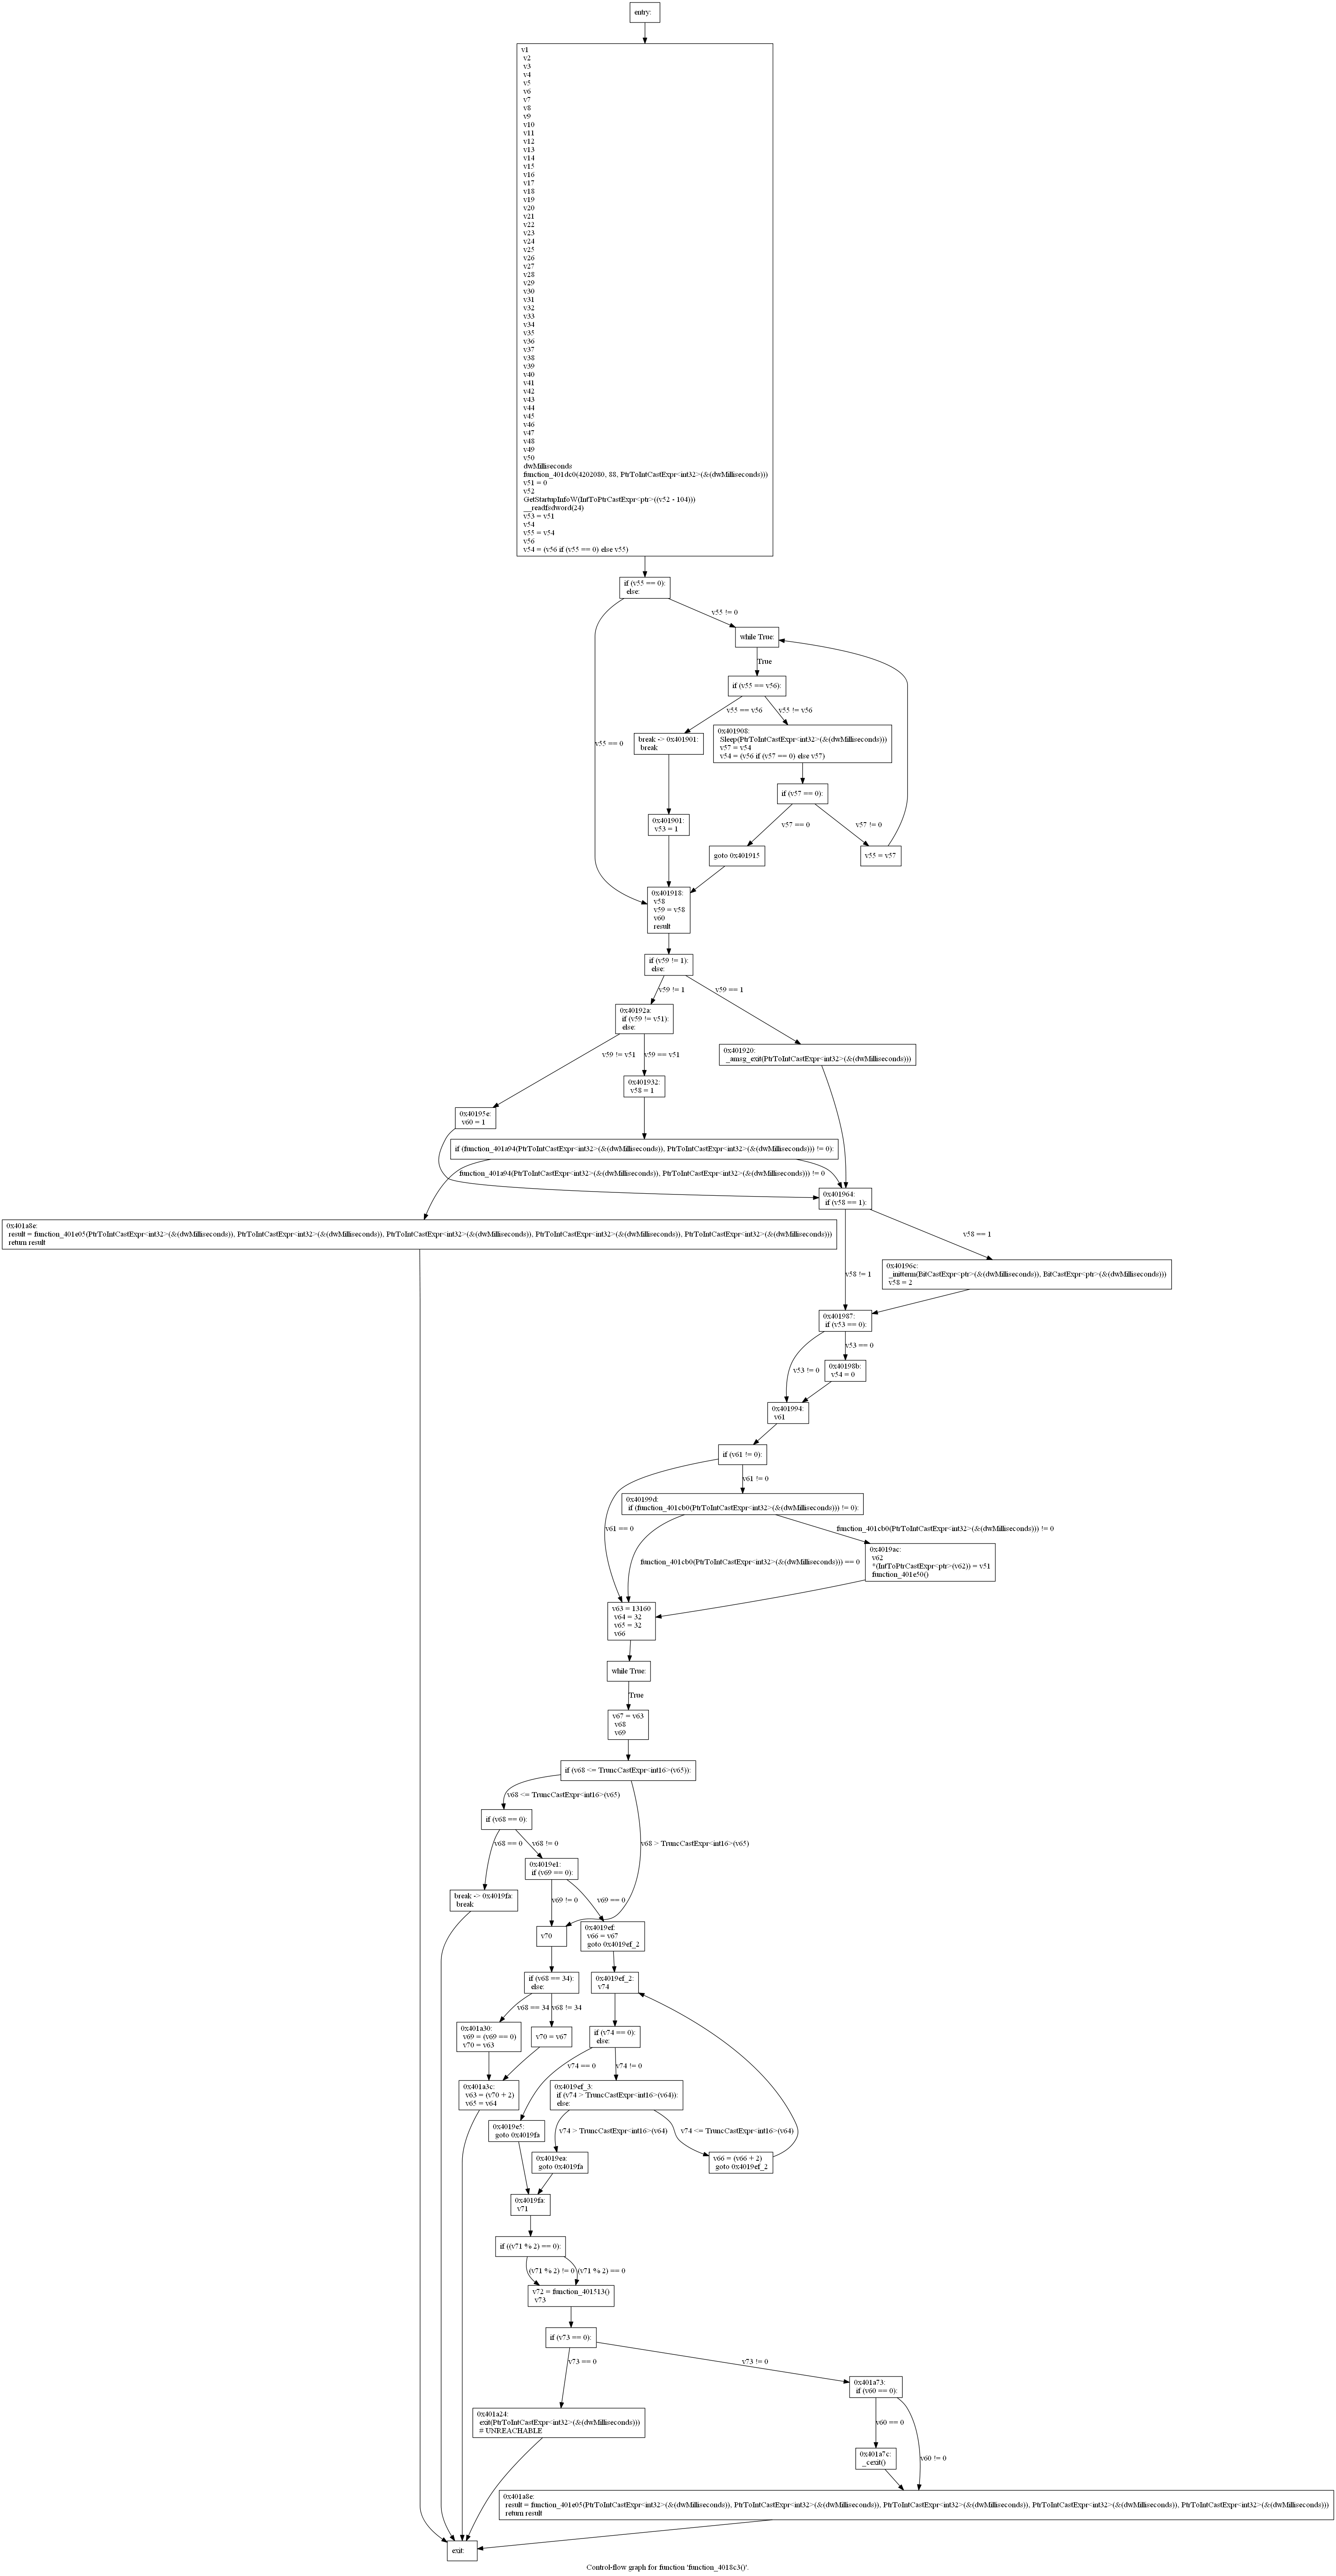 entry:
v1
v2
v3
v4
v5
v6
v7
v8
v9
v10
v11
v12
v13
v14
v15
v16
v17
v18
v19
v20
v21
v22
v23
v24
v25
v26
v27
v28
v29
v30
v31
v32
v33
v34
v35
v36
v37
v38
v39
v40
v41
v42
v43
v44
v45
v46
v47
v48
v49
v50
dwMilliseconds
function_401dc0(4202080, 88, PtrToIntCastExpr<int32>(&(dwMilliseconds)))
v51 = 0
v52
GetStartupInfoW(IntToPtrCastExpr<ptr>((v52 - 104)))
__readfsdword(24)
v53 = v51
v54
v55 = v54
v56
v54 = (v56 if (v55 == 0) else v55)
if (v55 == 0):
else:
v55 != 0
while True:
True
if (v55 == v56):
v55 == v56
v55 != v56
v55 == 0
break -> 0x401901:
break
0x401908:
Sleep(PtrToIntCastExpr<int32>(&(dwMilliseconds)))
v57 = v54
v54 = (v56 if (v57 == 0) else v57)
if (v57 == 0):
v57 == 0
v57 != 0
0x401901:
v53 = 1
goto 0x401915
v55 = v57
0x401918:
v58
v59 = v58
v60
result
if (v59 != 1):
else:
v59 != 1
v59 == 1
0x40192a:
if (v59 != v51):
else:
v59 != v51
v59 == v51
0x401920:
_amsg_exit(PtrToIntCastExpr<int32>(&(dwMilliseconds)))
0x401932:
v58 = 1
0x40195e:
v60 = 1
if (function_401a94(PtrToIntCastExpr<int32>(&(dwMilliseconds)), PtrToIntCastExpr<int32>(&(dwMilliseconds))) != 0):
function_401a94(PtrToIntCastExpr<int32>(&(dwMilliseconds)), PtrToIntCastExpr<int32>(&(dwMilliseconds))) != 0
0x401964:
if (v58 == 1):
0x401a8e:
result = function_401e05(PtrToIntCastExpr<int32>(&(dwMilliseconds)), PtrToIntCastExpr<int32>(&(dwMilliseconds)), PtrToIntCastExpr<int32>(&(dwMilliseconds)), PtrToIntCastExpr<int32>(&(dwMilliseconds)), PtrToIntCastExpr<int32>(&(dwMilliseconds)))
return result
v58 == 1
v58 != 1
0x40196c:
_initterm(BitCastExpr<ptr>(&(dwMilliseconds)), BitCastExpr<ptr>(&(dwMilliseconds)))
v58 = 2
0x401987:
if (v53 == 0):
v53 == 0
v53 != 0
0x40198b:
v54 = 0
0x401994:
v61
if (v61 != 0):
v61 != 0
v61 == 0
0x40199d:
if (function_401cb0(PtrToIntCastExpr<int32>(&(dwMilliseconds))) != 0):
function_401cb0(PtrToIntCastExpr<int32>(&(dwMilliseconds))) != 0
function_401cb0(PtrToIntCastExpr<int32>(&(dwMilliseconds))) == 0
0x4019ac:
v62
*(IntToPtrCastExpr<ptr>(v62)) = v51
function_401e50()
v63 = 13160
v64 = 32
v65 = 32
v66
while True:
True
v67 = v63
v68
v69
if (v68 <= TruncCastExpr<int16>(v65)):
v68 <= TruncCastExpr<int16>(v65)
if (v68 == 0):
v68 == 0
v68 != 0
v68 > TruncCastExpr<int16>(v65)
0x4019e1:
if (v69 == 0):
break -> 0x4019fa:
break
v69 != 0
v69 == 0
v70
0x4019ef:
v66 = v67
goto 0x4019ef_2
if (v68 == 34):
else:
0x4019ef_2:
v74
v68 == 34
v68 != 34
0x401a30:
v69 = (v69 == 0)
v70 = v63
v70 = v67
if (v74 == 0):
else:
v74 == 0
v74 != 0
0x401a3c:
v63 = (v70 + 2)
v65 = v64
0x4019ef_3:
if (v74 > TruncCastExpr<int16>(v64)):
else:
0x4019e5:
goto 0x4019fa
v74 > TruncCastExpr<int16>(v64)
v74 <= TruncCastExpr<int16>(v64)
0x4019ea:
goto 0x4019fa
v66 = (v66 + 2)
goto 0x4019ef_2
0x4019fa:
v71
if ((v71 % 2) == 0):
(v71 % 2) != 0
(v71 % 2) == 0
v72 = function_401513()
v73
if (v73 == 0):
v73 == 0
v73 != 0
0x401a73:
if (v60 == 0):
0x401a24:
exit(PtrToIntCastExpr<int32>(&(dwMilliseconds)))
# UNREACHABLE
v60 == 0
v60 != 0
0x401a7c:
_cexit()
0x401a8e:
result = function_401e05(PtrToIntCastExpr<int32>(&(dwMilliseconds)), PtrToIntCastExpr<int32>(&(dwMilliseconds)), PtrToIntCastExpr<int32>(&(dwMilliseconds)), PtrToIntCastExpr<int32>(&(dwMilliseconds)), PtrToIntCastExpr<int32>(&(dwMilliseconds)))
return result
exit:
Control-flow graph for function 'function_4018c3()'.